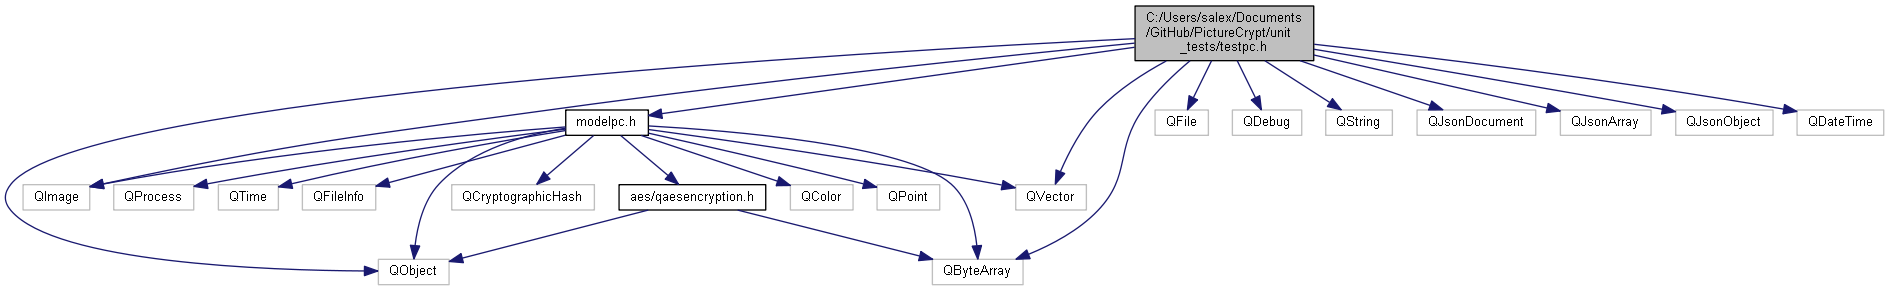 C:/Users/salex/Documents
/GitHub/PictureCrypt/unit
_tests/testpc.h
modelpc.h
QFile
QDebug
QString
QJsonDocument
QJsonArray
QJsonObject
QDateTime
QImage
QProcess
QTime
QFileInfo
QCryptographicHash
aes/qaesencryption.h
QColor
QPoint
QVector
QObject
QByteArray